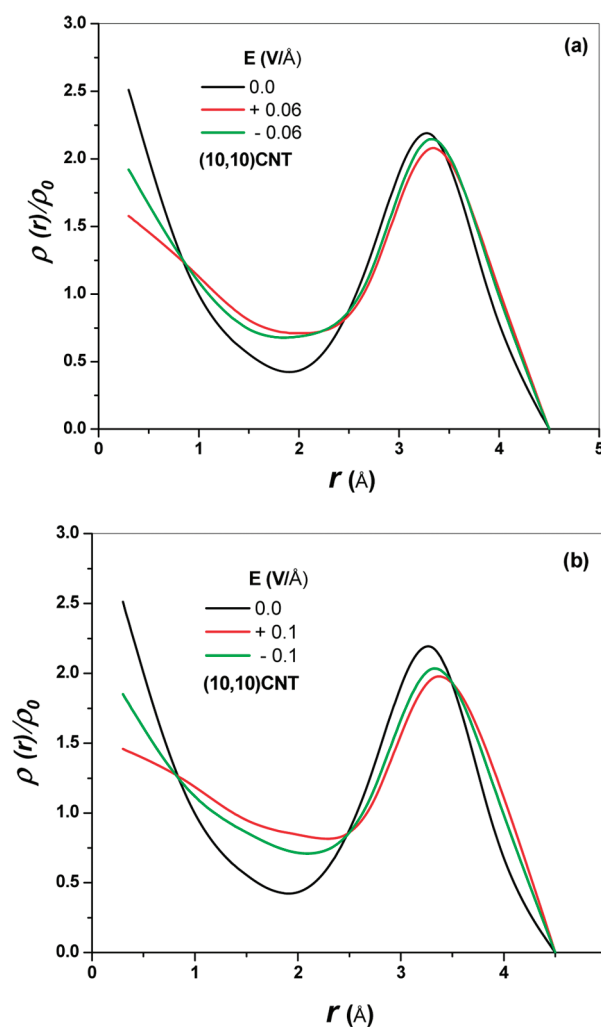 (a)
E (V/Å)
0.0
+ 0.06
- 0.06
(10,10)CNT
3.0
2.5
2.0
1.5
1.0
0.5
0.0
ρ (r)/ρ₀
0 1 2 3 4 5
r (Å)
(b)
E (V/Å)
0.0
+ 0.1
- 0.1
(10,10)CNT
3.0
2.5
2.0
1.5
1.0
0.5
0.0
ρ (r)/ρ₀
0 1 2 3 4
r (Å)